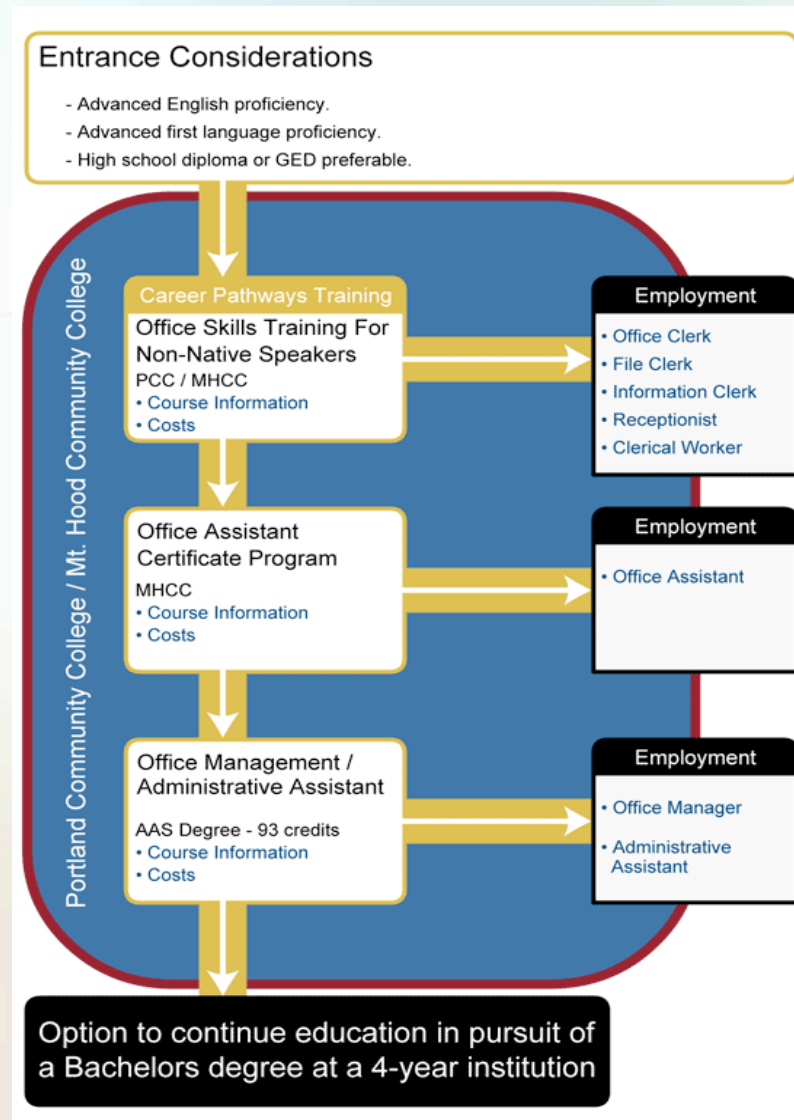 Entrance Considerations
- Advanced English proficiency.
- Advanced first language proficiency.
- High school diploma or GED preferable.
Portland Community College / Mt. Hood Community College
Career Pathways Training
Office Skills Training For
Non-Native Speakers
PCC / MHCC
• Course Information
• Costs
Employment
• Office Clerk
• File Clerk
• Information Clerk
• Receptionist
• Clerical Worker
Office Assistant
Certificate Program
MHCC
• Course Information
• Costs
Employment
• Office Assistant
Office Management /
Administrative Assistant
AAS Degree - 93 credits
• Course Information
• Costs
Employment
• Office Manager
• Administrative
Assistant
Option to continue education in pursuit of
a Bachelors degree at a 4-year institution